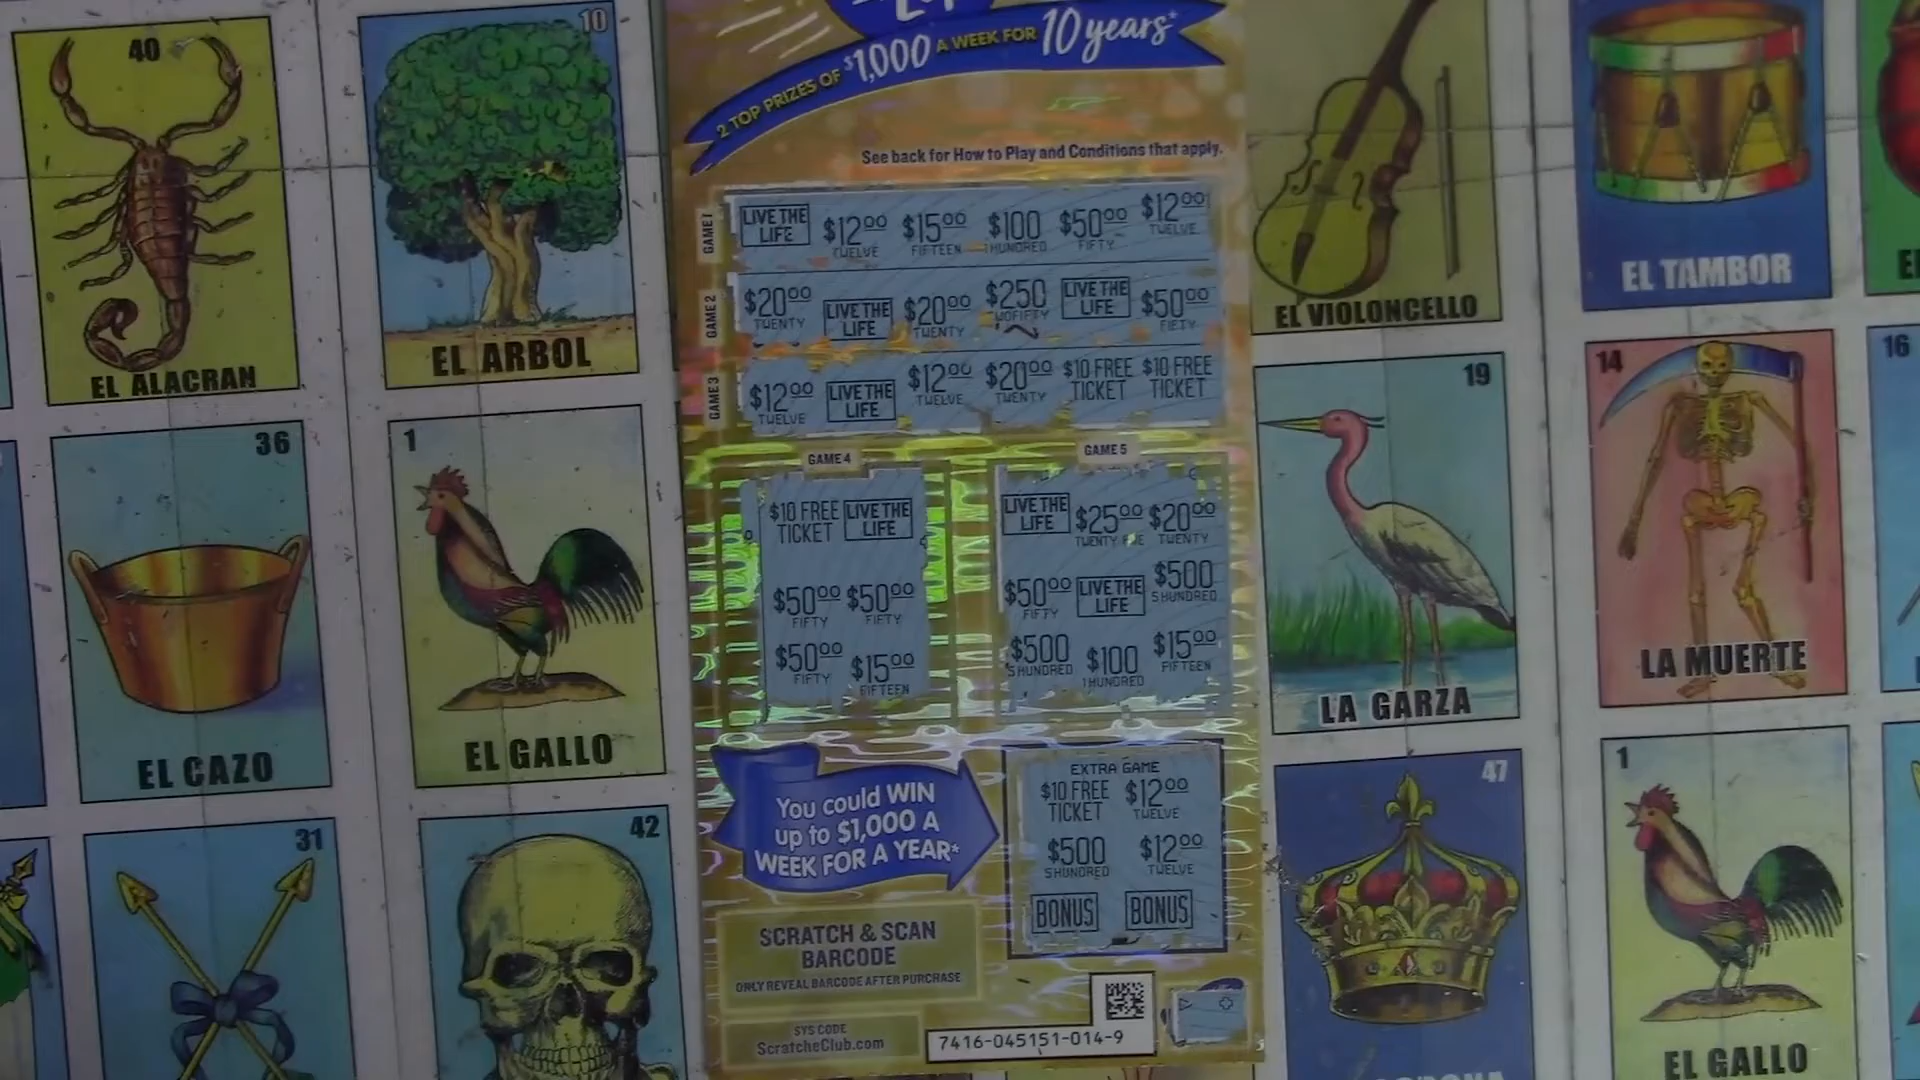 40
EL ALACRAN
10
EL ARBOL
36
EL CAZO
1
EL GALLO
31
42
2 TOP PRIZES OF $1,000 A WEEK FOR 10 years*
See back for How to Play and Conditions that apply.
GAME 1
LIVE THE LIFE
$12.00 TWELVE
$15.00 FIFTEEN
$100 1HUNDRED
$50.00 FIFTY
$12.00 TWELVE
GAME 2
$20.00 TWENTY
LIVE THE LIFE
$20.00 TWENTY
$250
LIVE THE LIFE
$50.00 FIFTY
GAME 3
$12.00 TWELVE
LIVE THE LIFE
$12.00 TWELVE
$20.00 TWENTY
$10 FREE TICKET
$10 FREE TICKET
GAME 4
$10 FREE TICKET
LIVE THE LIFE
$50.00 FIFTY
$50.00 FIFTY
$50.00 FIFTY
$15.00 FIFTEEN
GAME 5
LIVE THE LIFE
$25.00 TWENTY
$20.00 TWENTY
$50.00 FIFTY
LIVE THE LIFE
$500 5HUNDRED
$500 5HUNDRED
$100 1HUNDRED
$15.00 FIFTEEN
You could WIN
up to $1,000 A
WEEK FOR A YEAR*
EXTRA GAME
$10 FREE TICKET
$12.00 TWELVE
$500 5HUNDRED
$12.00 TWELVE
BONUS
BONUS
SCRATCH & SCAN
BARCODE
ONLY REVEAL BARCODE AFTER PURCHASE
SYS CODE
ScratcheClub.com
7416-045151-014-9
EL VIOLONCELLO
EL TAMBOR
19
LA GARZA
14
LA MUERTE
16
47
1
EL GALLO